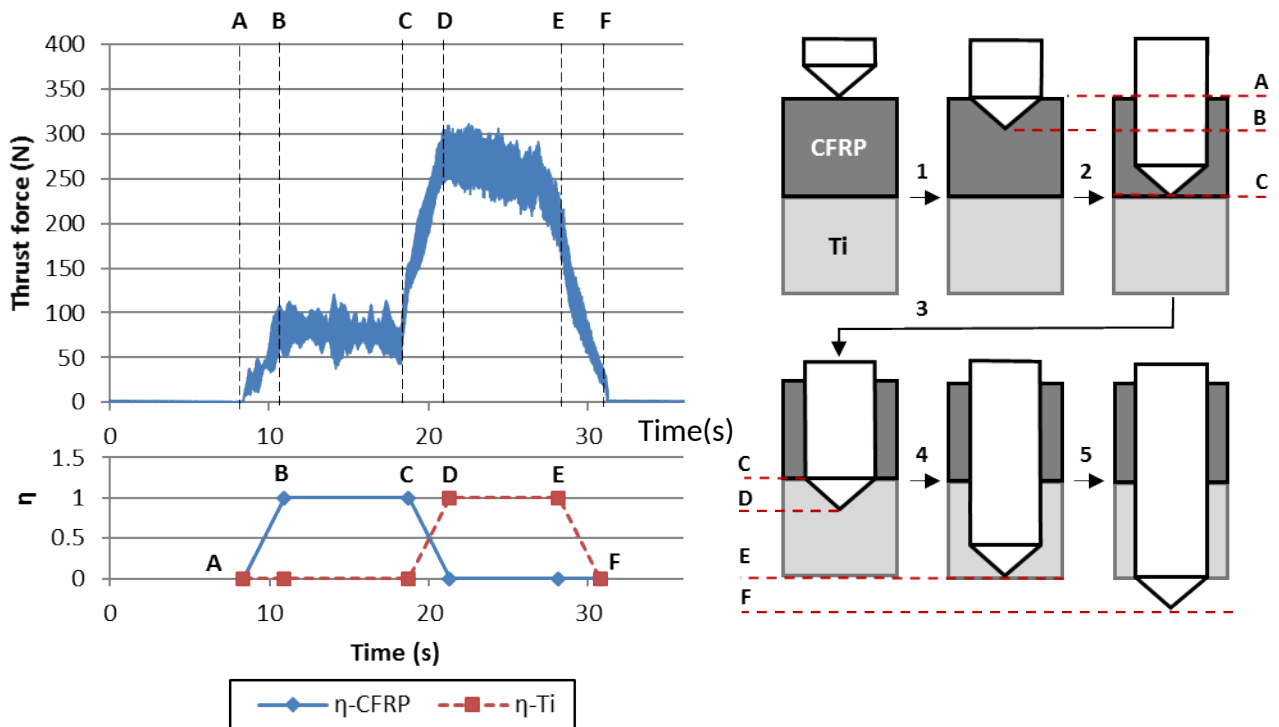 A B C D E F
400
350
300
250
200
150
100
50
0
Thrust force (N)
0 10 20 30 Time(s)
1.5
1
0.5
0
η
A B C D E F
0 10 20 30
Time (s)
η-CFRP η-Ti
CFRP
Ti
1
2
A
B
C
3
4
5
C
D
E
F